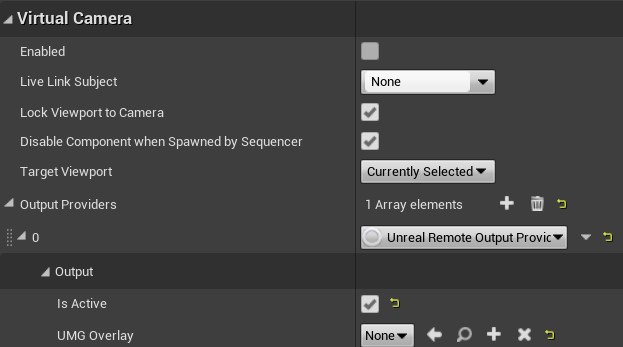 Virtual Camera
Enabled
Live Link Subject None
Lock Viewport to Camera
Disable Component when Spawned by Sequencer
Target Viewport Currently Selected
Output Providers 1 Array elements
0 Unreal Remote Output Provic
Output
Is Active
UMG Overlay None